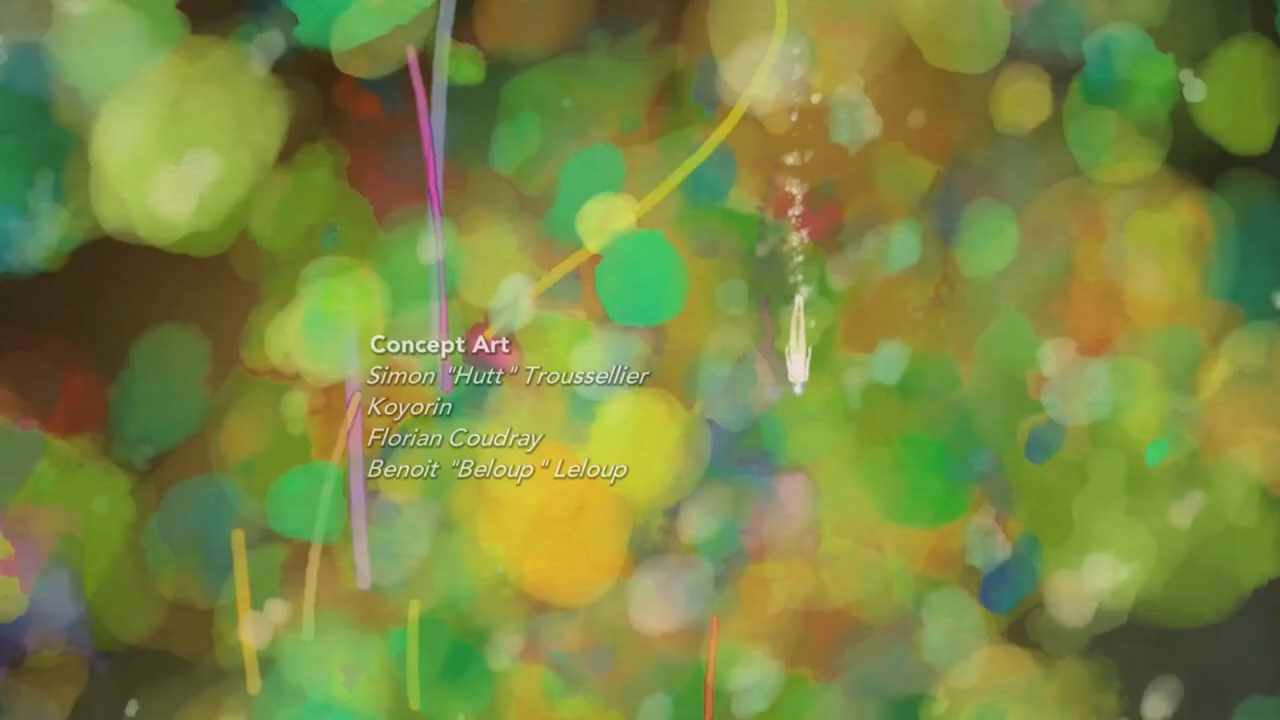 Concept Art
Simon "Hutt" Troussellier
Koyorin
Florian Coudray
Benoit "Beloup" Leloup